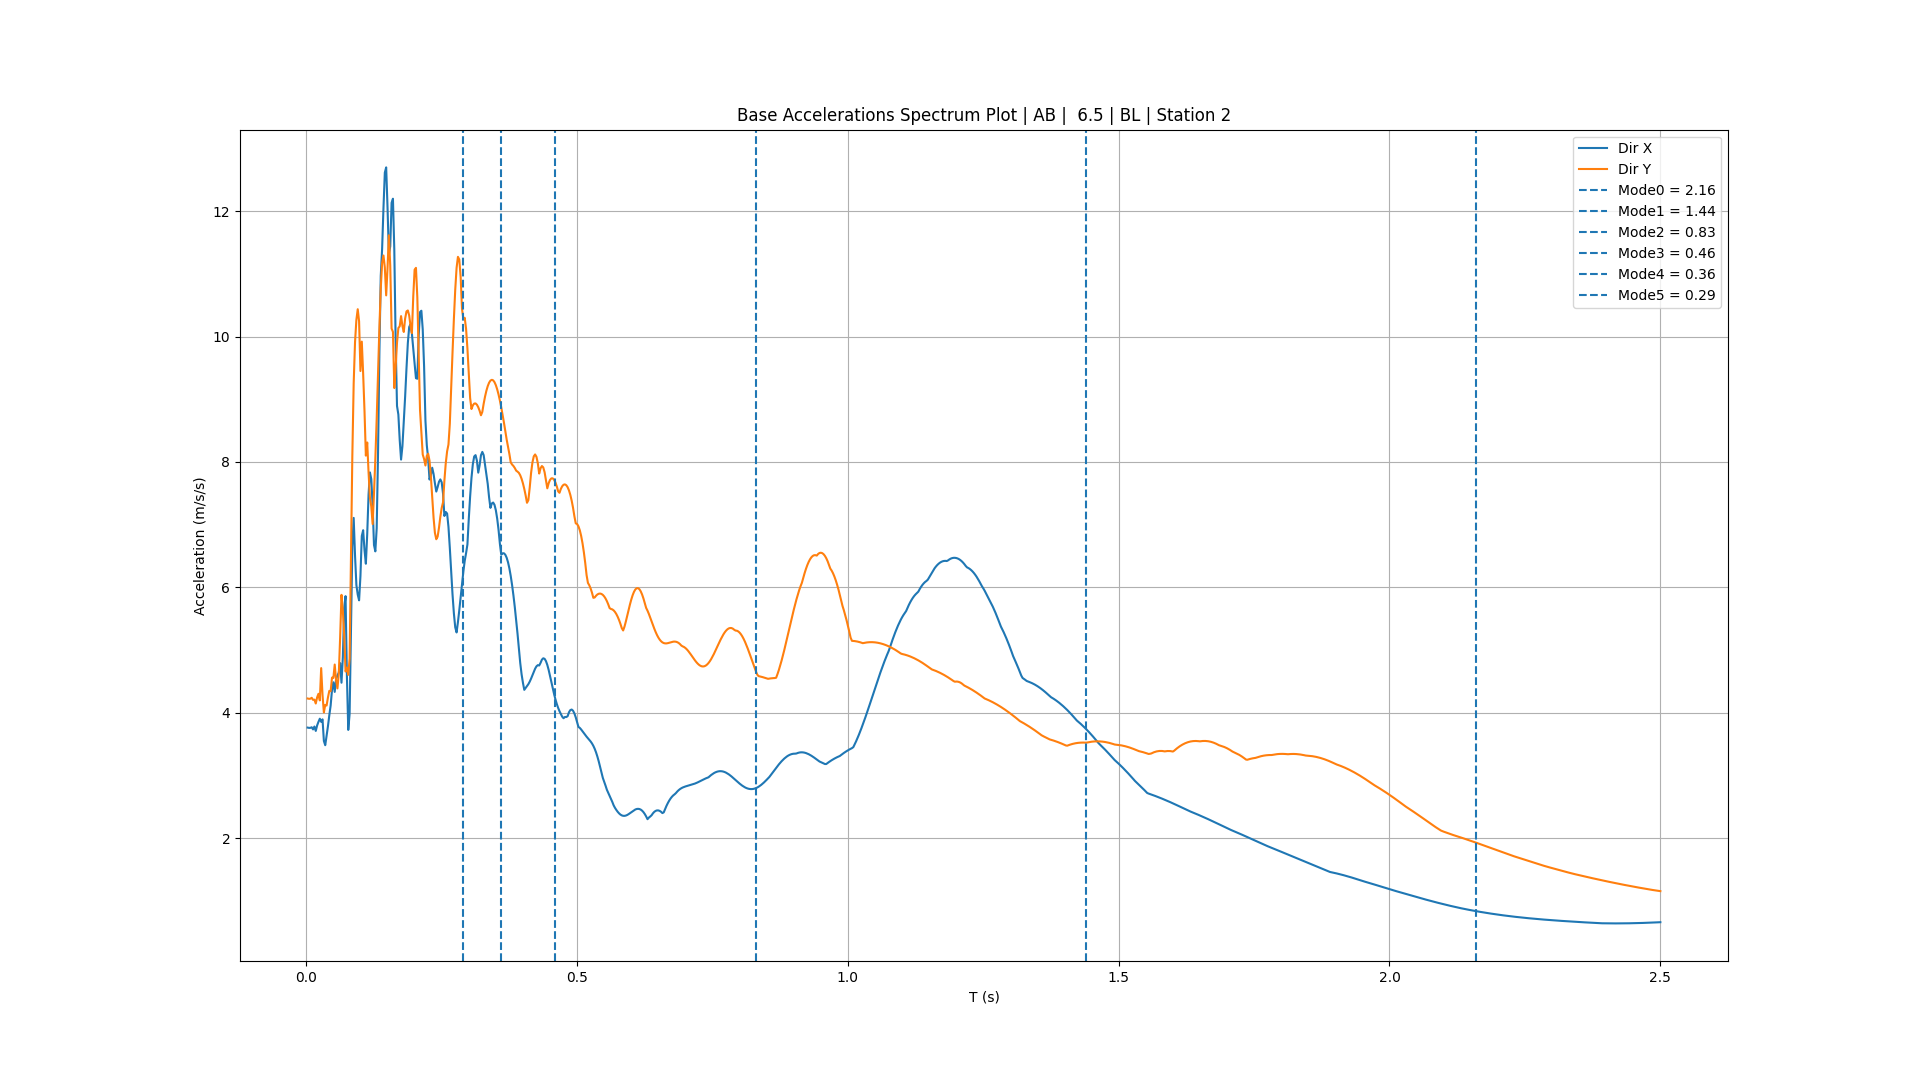 Base Accelerations Spectrum Plot | AB |  6.5 | BL | Station 2
Dir X
Dir Y
Mode0 = 2.16
Mode1 = 1.44
Mode2 = 0.83
Mode3 = 0.46
Mode4 = 0.36
Mode5 = 0.29
12
10
8
6
4
2
Acceleration (m/s/s)
0.0 0.5 1.0 1.5 2.0 2.5
T (s)